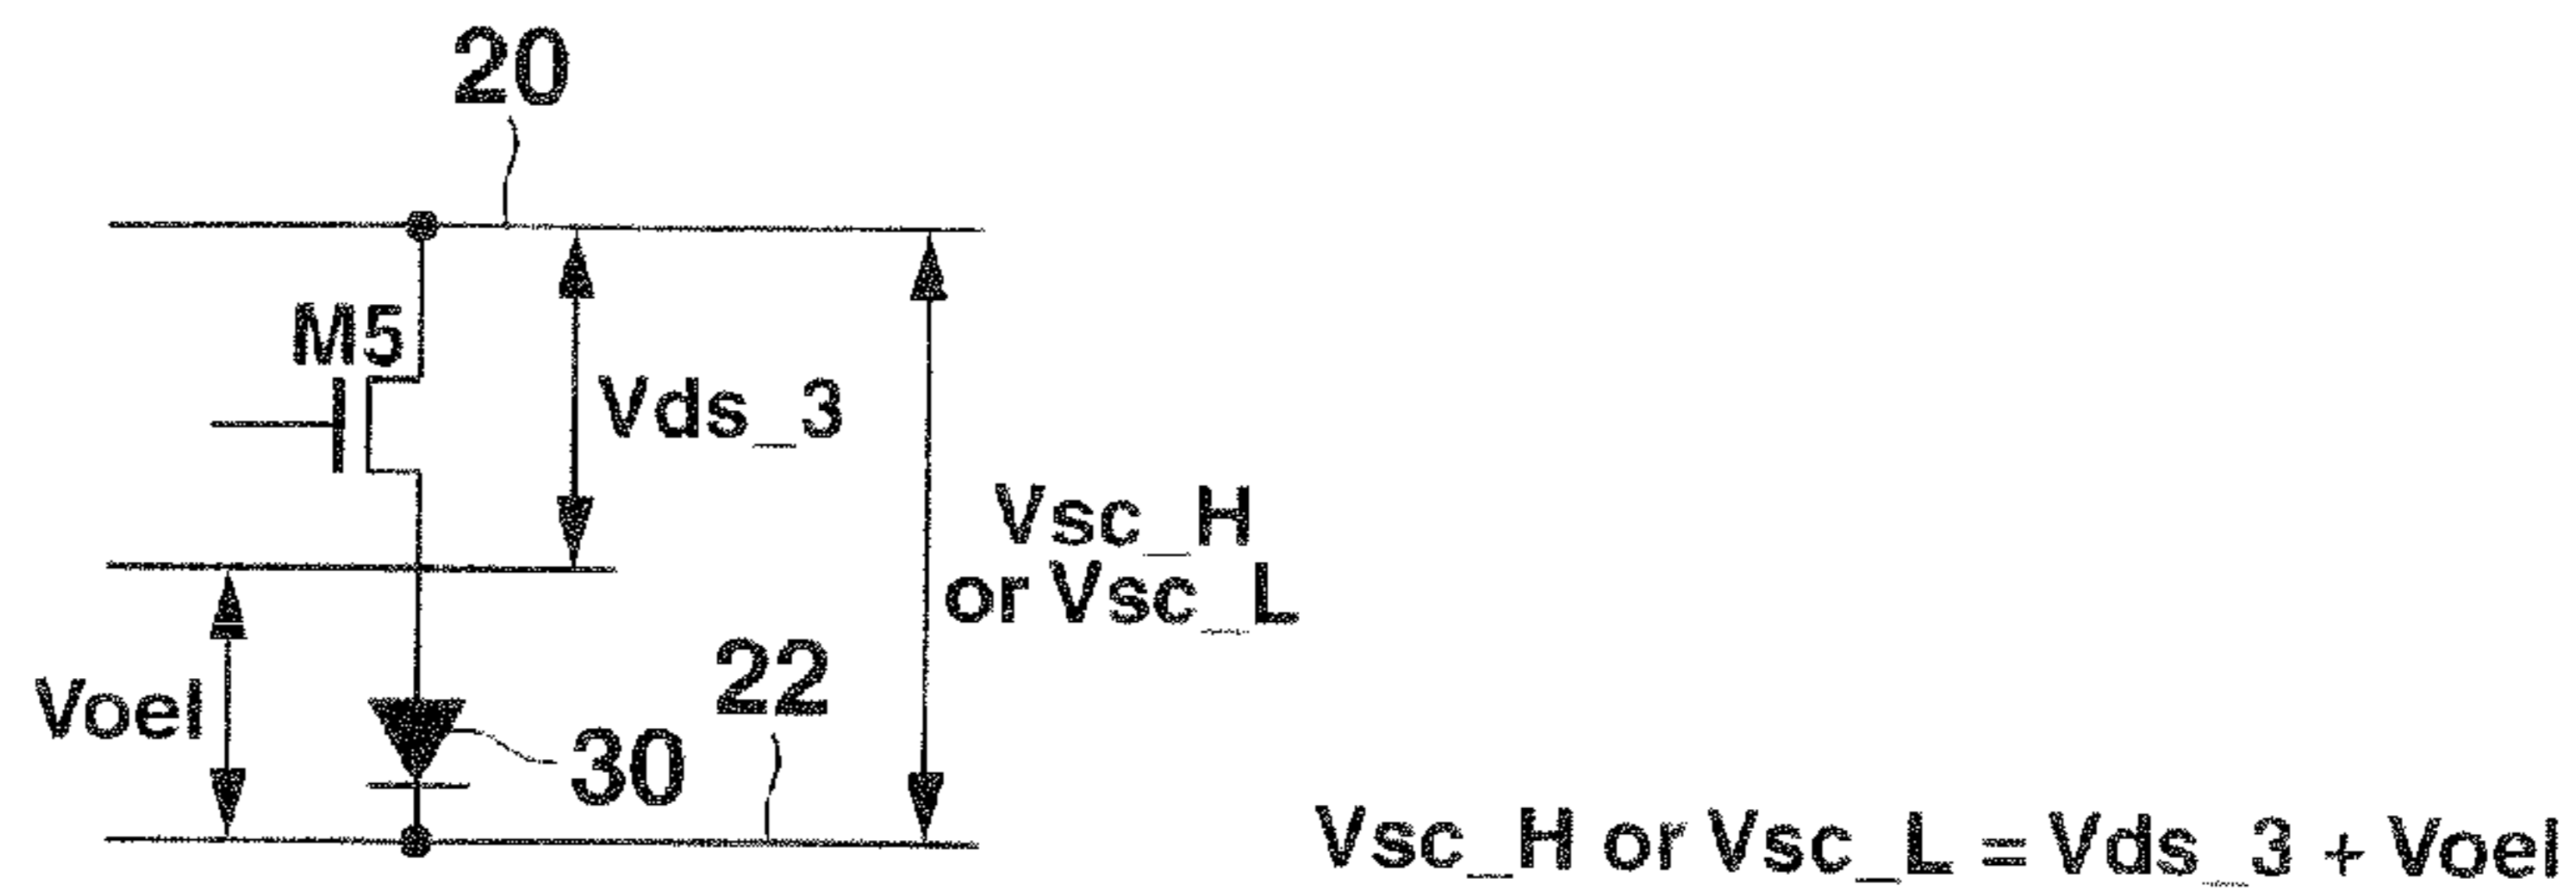 20
M5
Vds_3
Vsc_H
or Vsc_L
22
Voel
30
Vsc_H or Vsc_L = Vds_3 + Voel